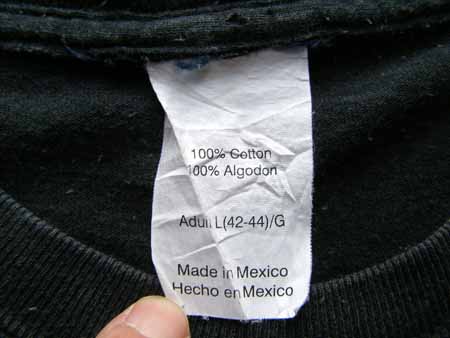 100% Cotton
100% Algodon
Adult L(42-44)/G
Made in Mexico
Hecho en Mexico